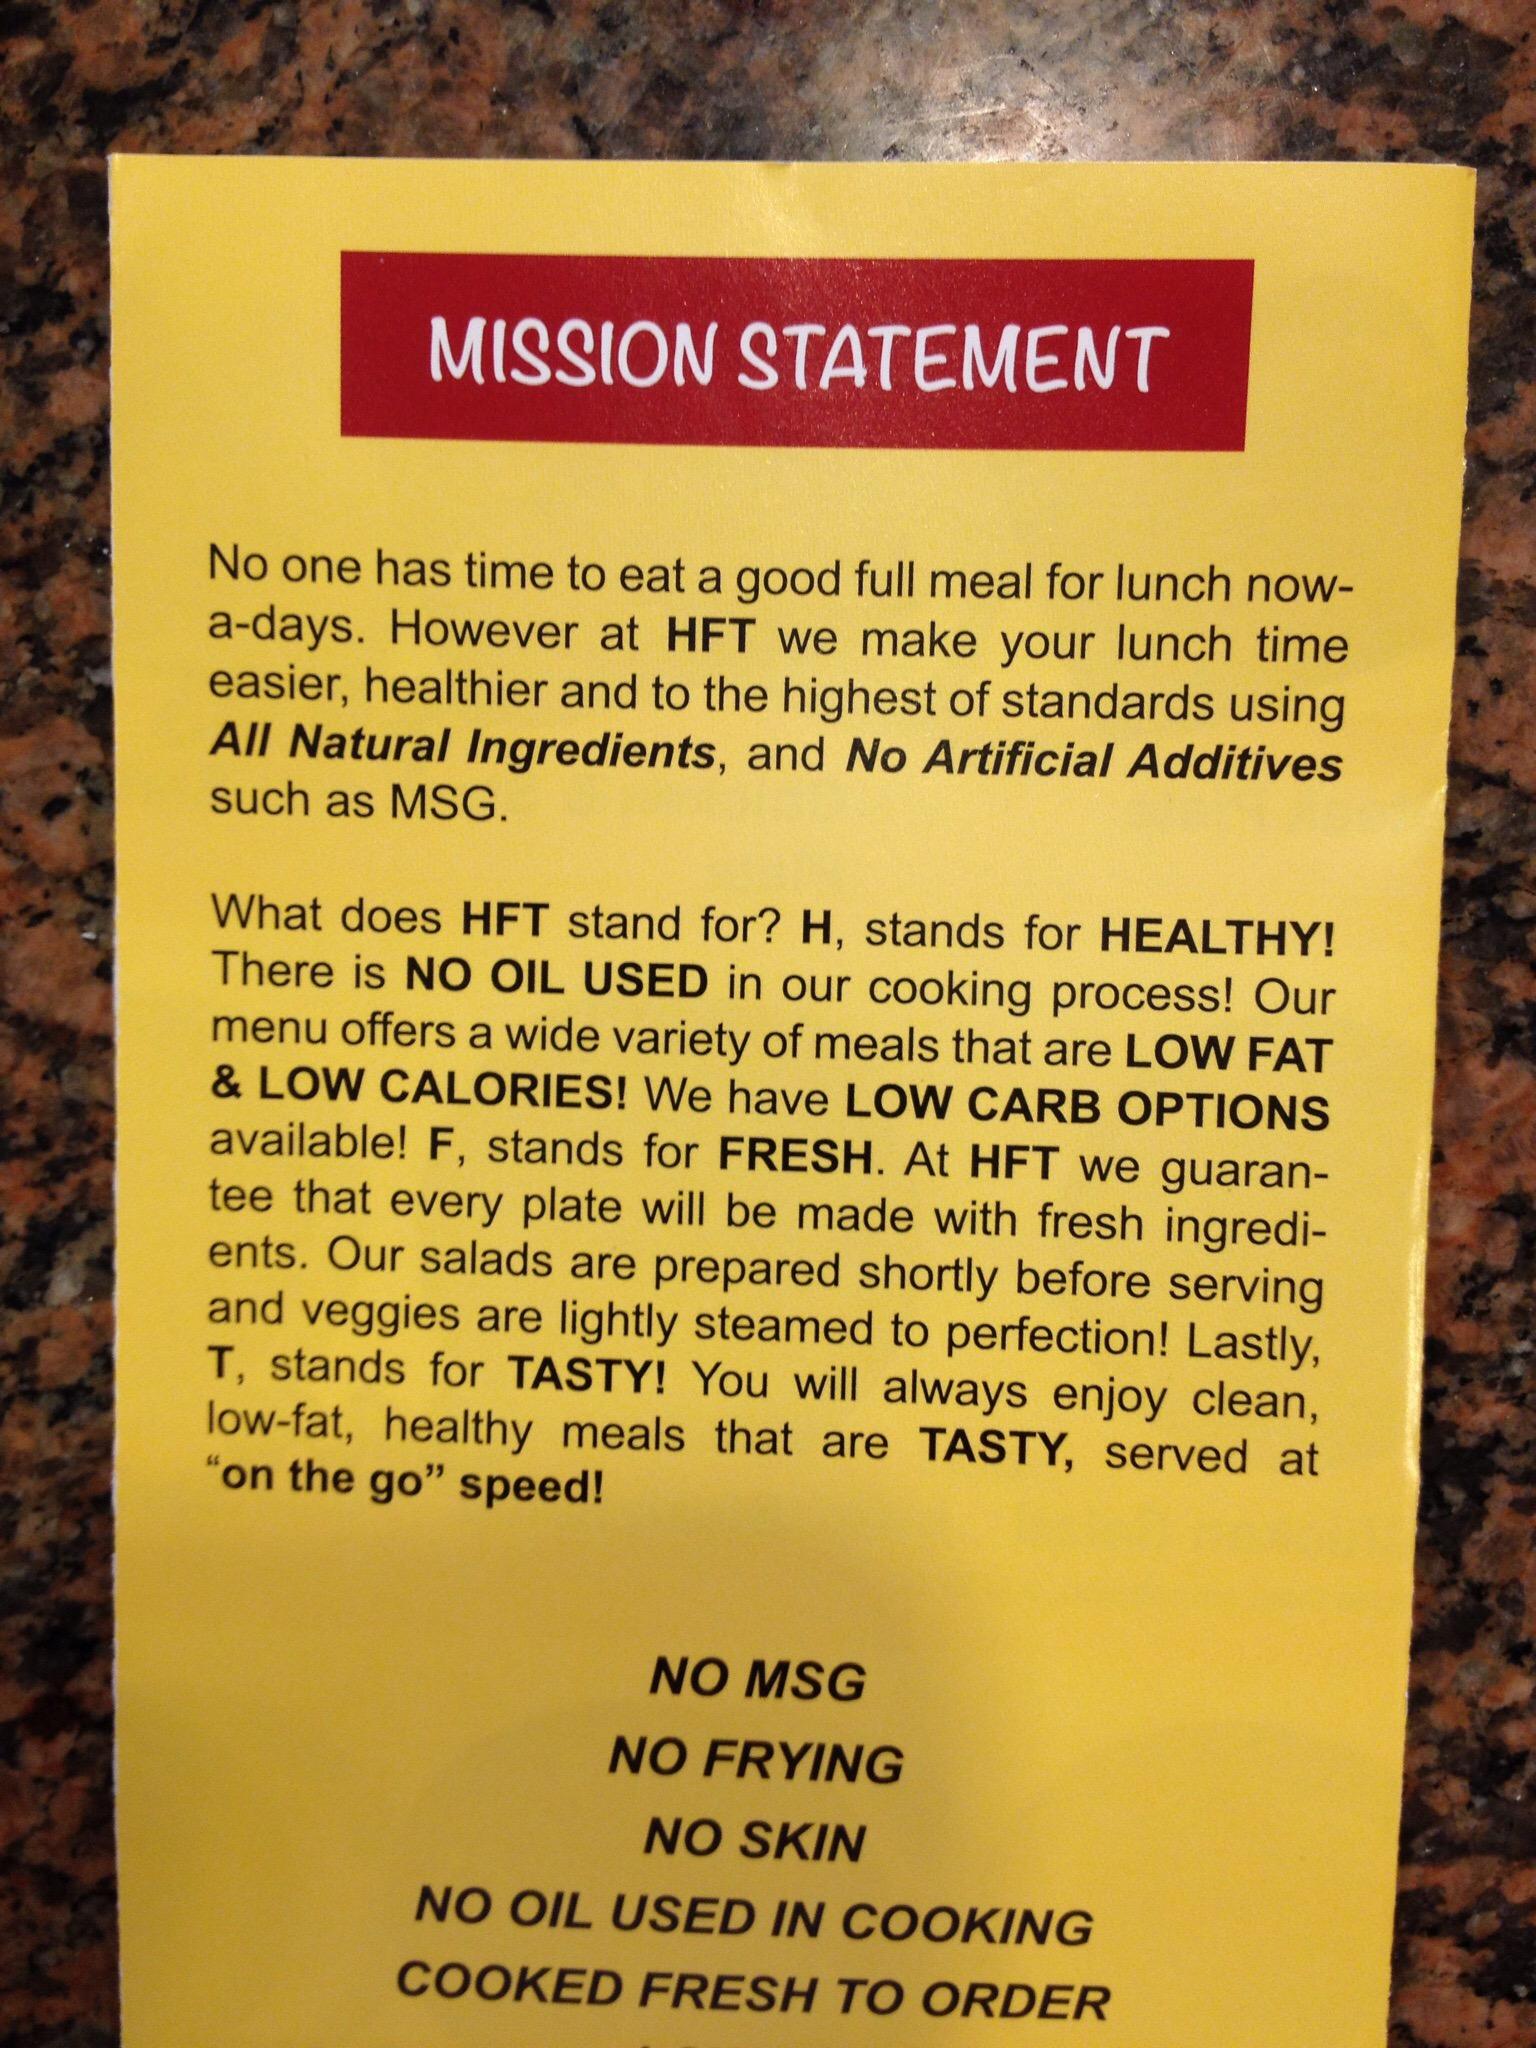 MISSION STATEMENT
No one has time to eat a good full meal for lunch now-
a-days. However at HFT we make your lunch time
easier, healthier and to the highest of standards using
All Natural Ingredients, and No Artificial Additives
such as MSG.
What does HFT stand for? H, stands for HEALTHY!
There is NO OIL USED in our cooking process! Our
menu offers a wide variety of meals that are LOW FAT
& LOW CALORIES! We have LOW CARB OPTIONS
available! F, stands for FRESH. At HFT we guaran-
tee that every plate will be made with fresh ingredi-
ents. Our salads are prepared shortly before serving
and veggies are lightly steamed to perfection! Lastly,
T, stands for TASTY! You will always enjoy clean,
low-fat, healthy meals that are TASTY, served at
“on the go” speed!
NO MSG
NO FRYING
NO SKIN
NO OIL USED IN COOKING
COOKED FRESH TO ORDER